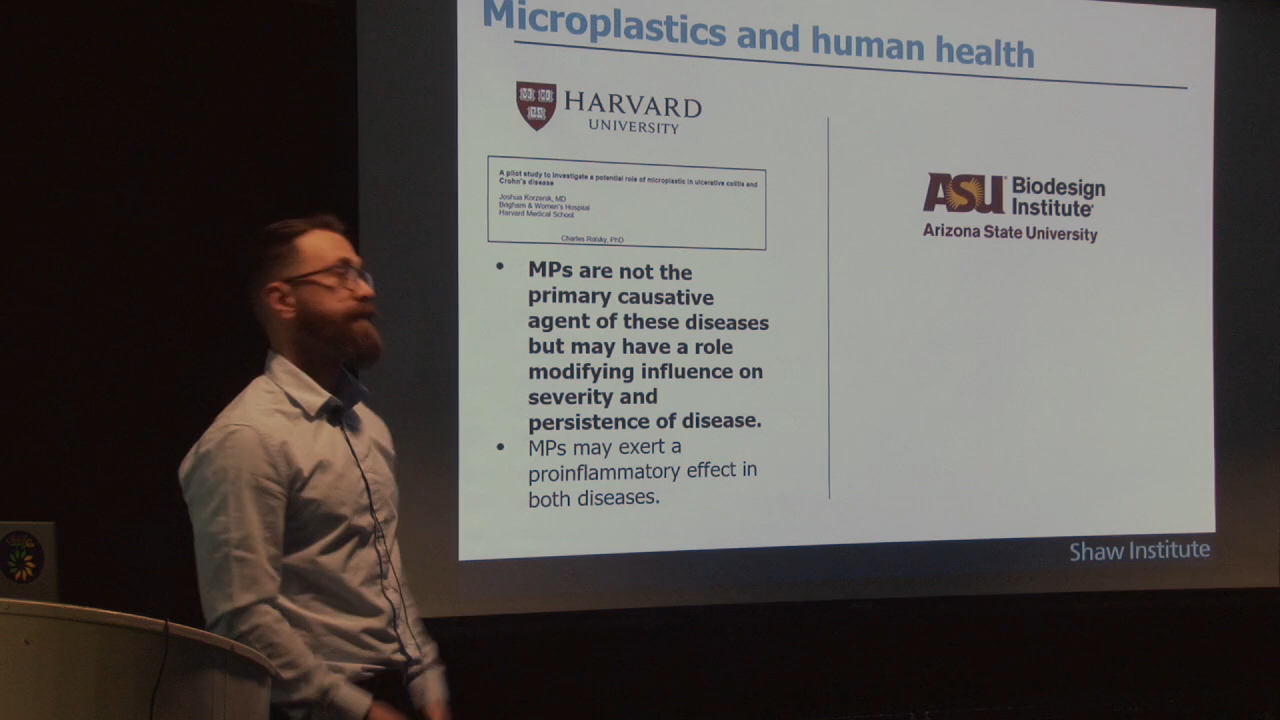 Microplastics and human health
HARVARD
UNIVERSITY
A pilot study to investigate a potential role of microplastic in ulcerative colitis and
Crohn's disease
Joshua Korzenik, MD
Brigham & Women's Hospital
Harvard Medical School
Charles Rolsky, PhD
• MPs are not the
primary causative
agent of these diseases
but may have a role
modifying influence on
severity and
persistence of disease.
• MPs may exert a
proinflammatory effect in
both diseases.
ASU Biodesign
Institute
Arizona State University
Shaw Institute